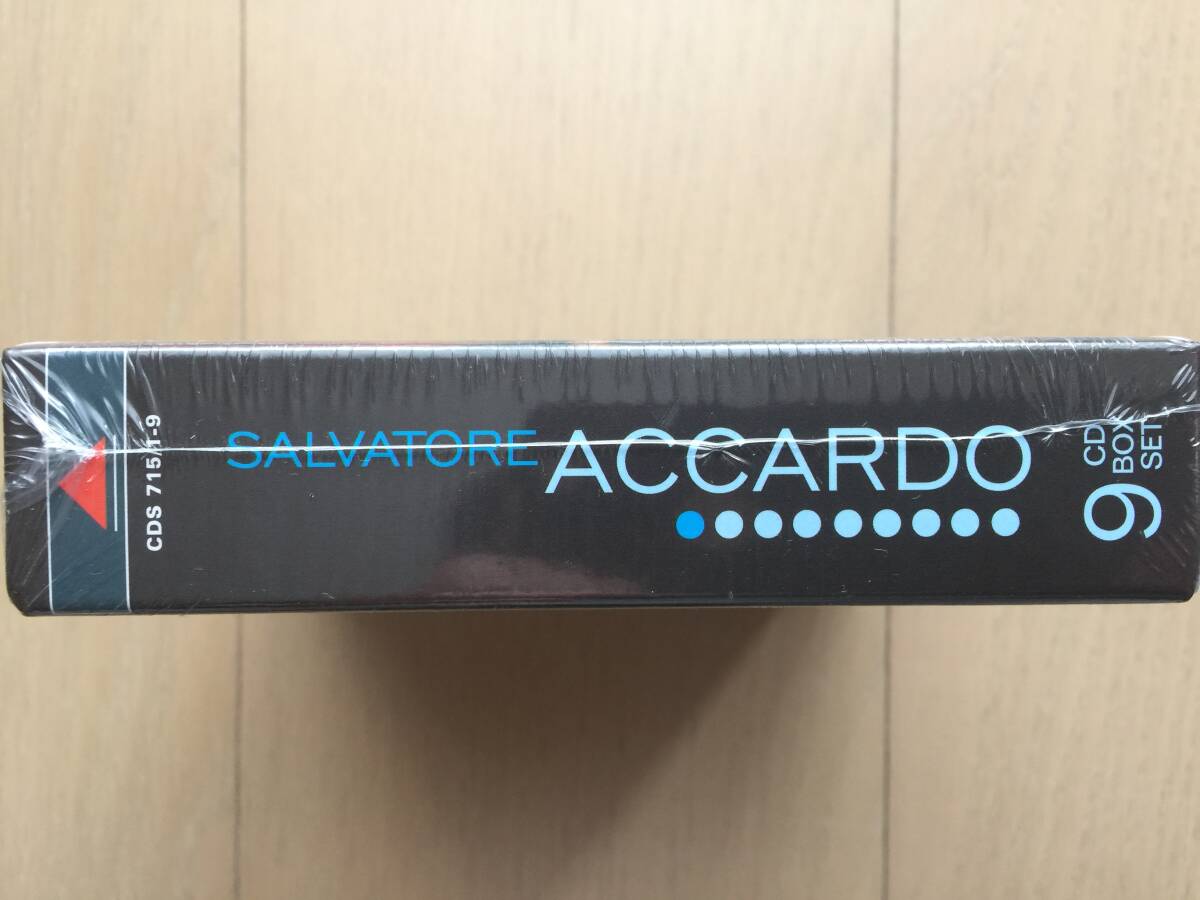 CDS 715/1-9
SALVATORE ACCARDO
9 CD
BOX
SET